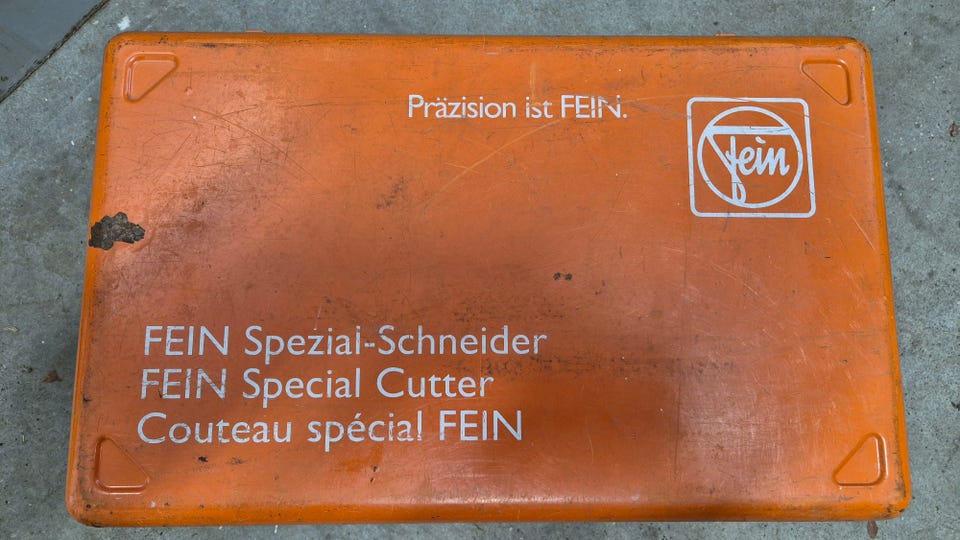 Präzision ist FEIN.
fein
FEIN Spezial-Schneider
FEIN Special Cutter
Couteau spécial FEIN